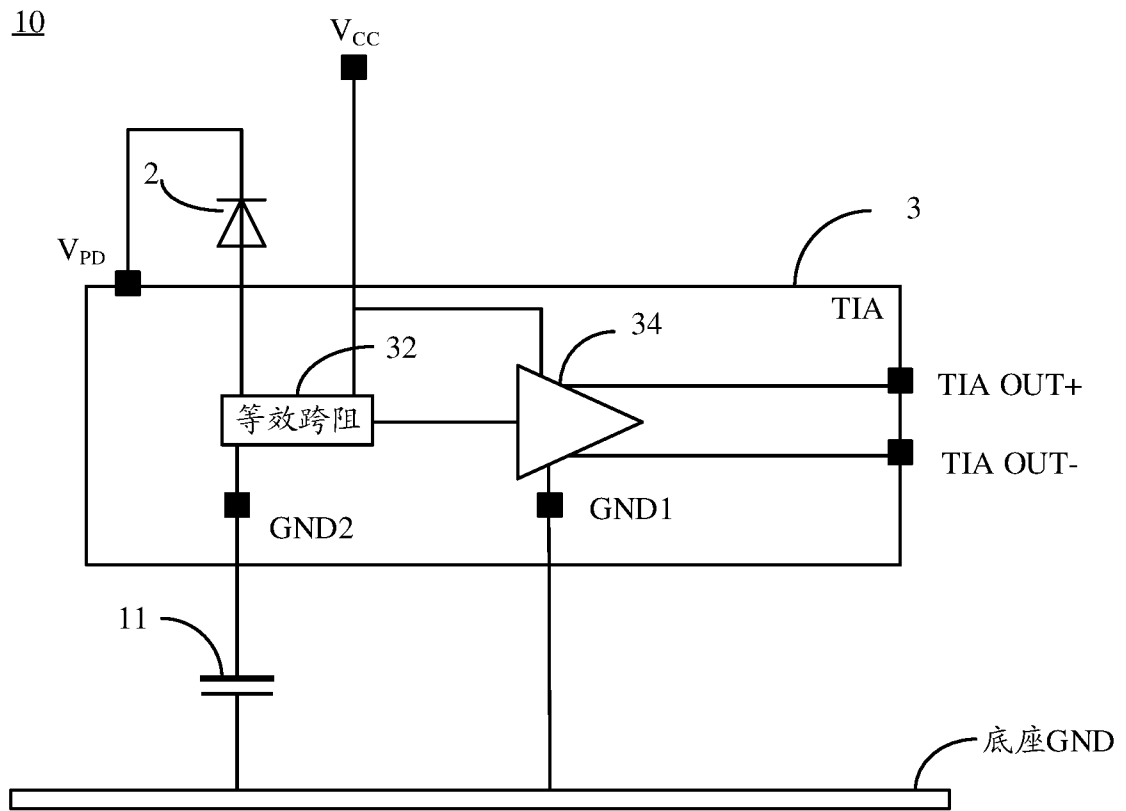 10
VCC
2
3
VPD
TIA
34
32
TIA OUT+
等效跨阻
TIA OUT-
GND2
GND1
11
底座GND